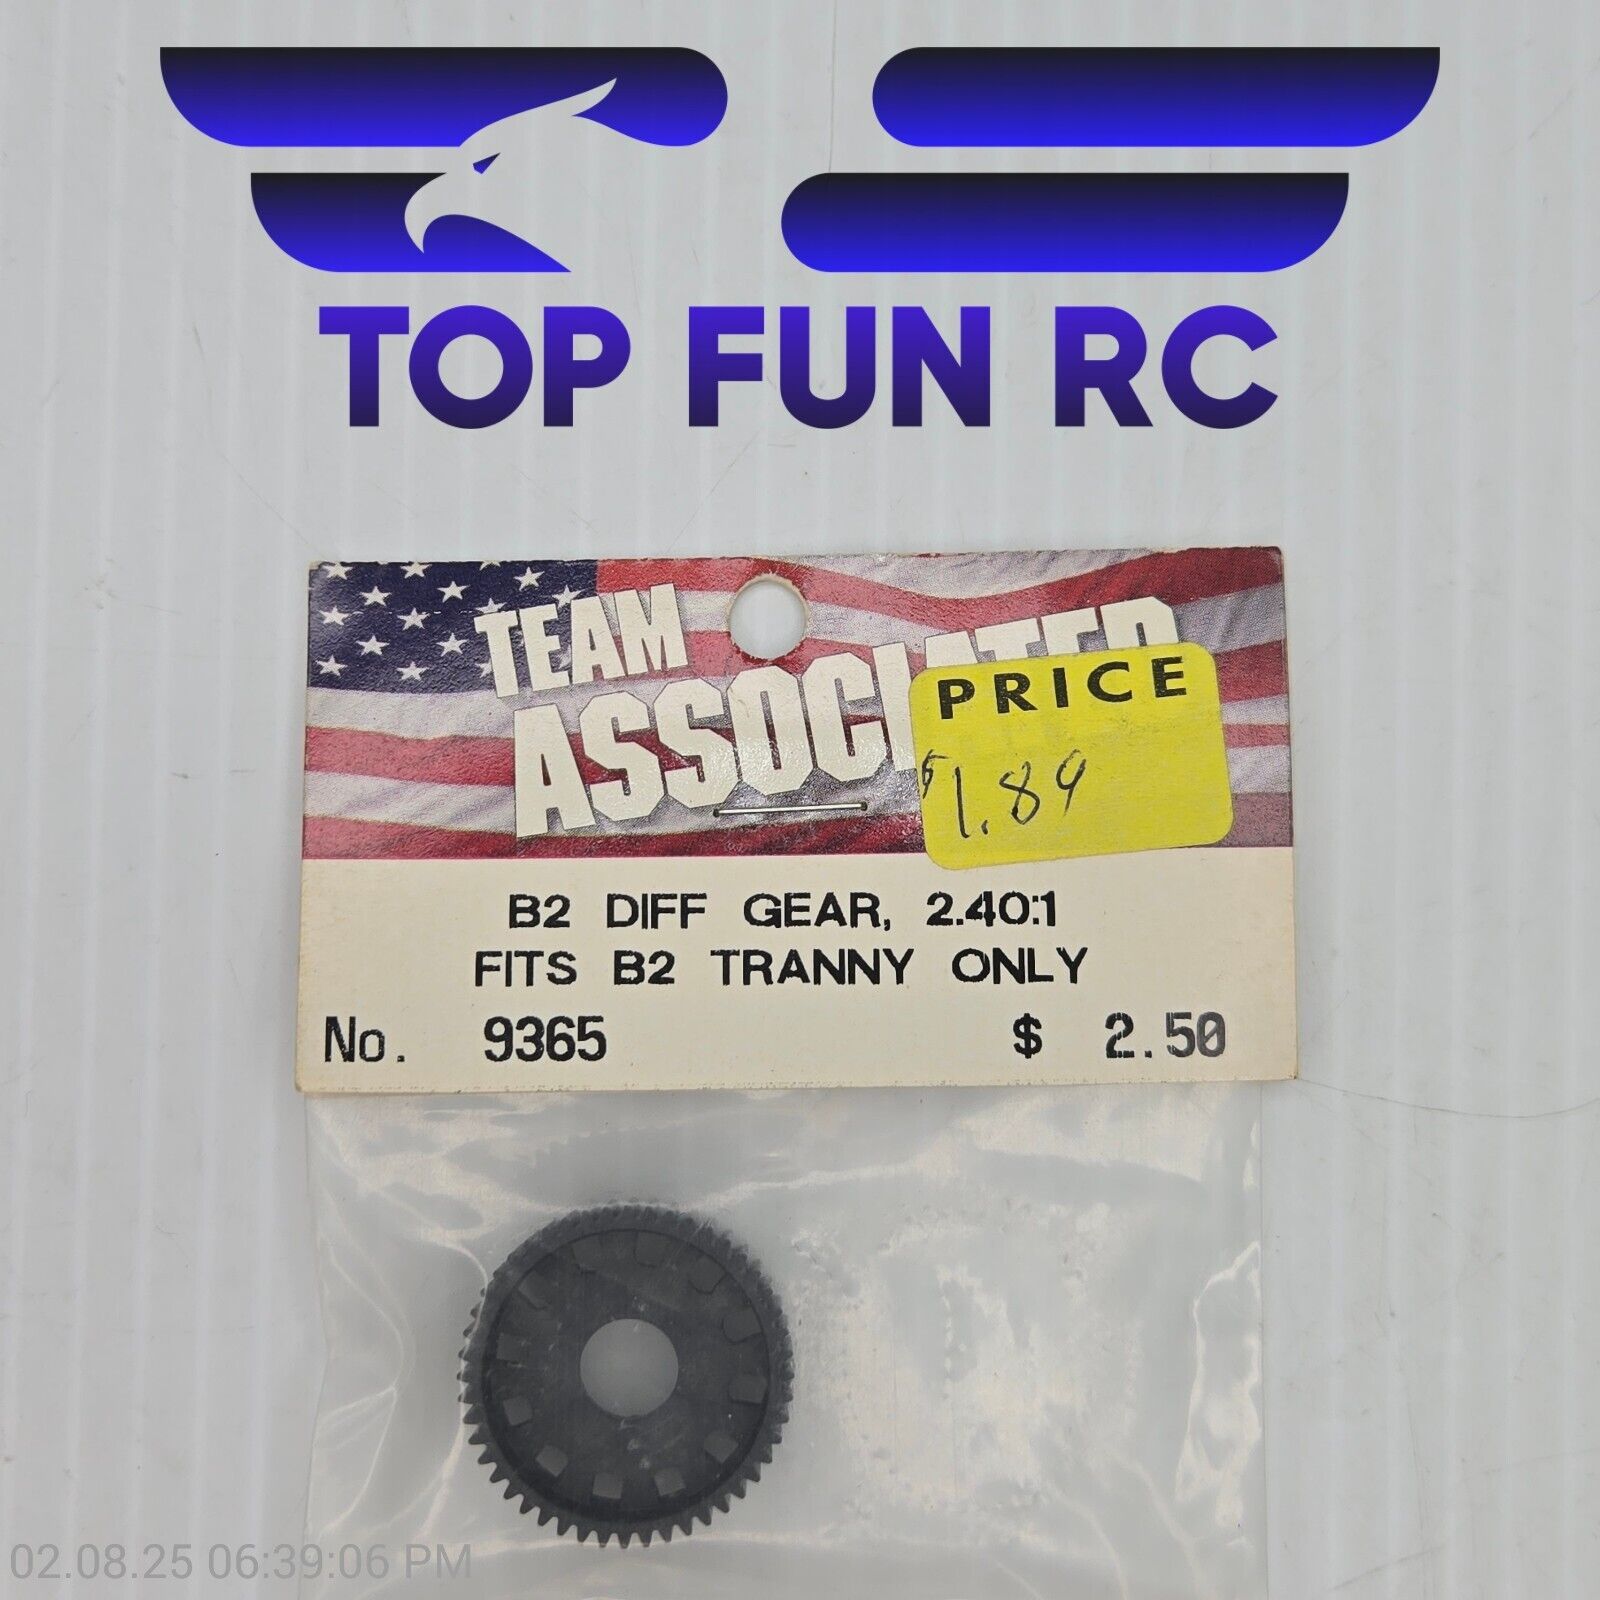 TOP FUN RC
TEAM
ASSOCIATED
PRICE
$1.89
B2 DIFF GEAR, 2.40:1
FITS B2 TRANNY ONLY
No. 9365 $ 2.50
02.08.25 06:39:06 PM